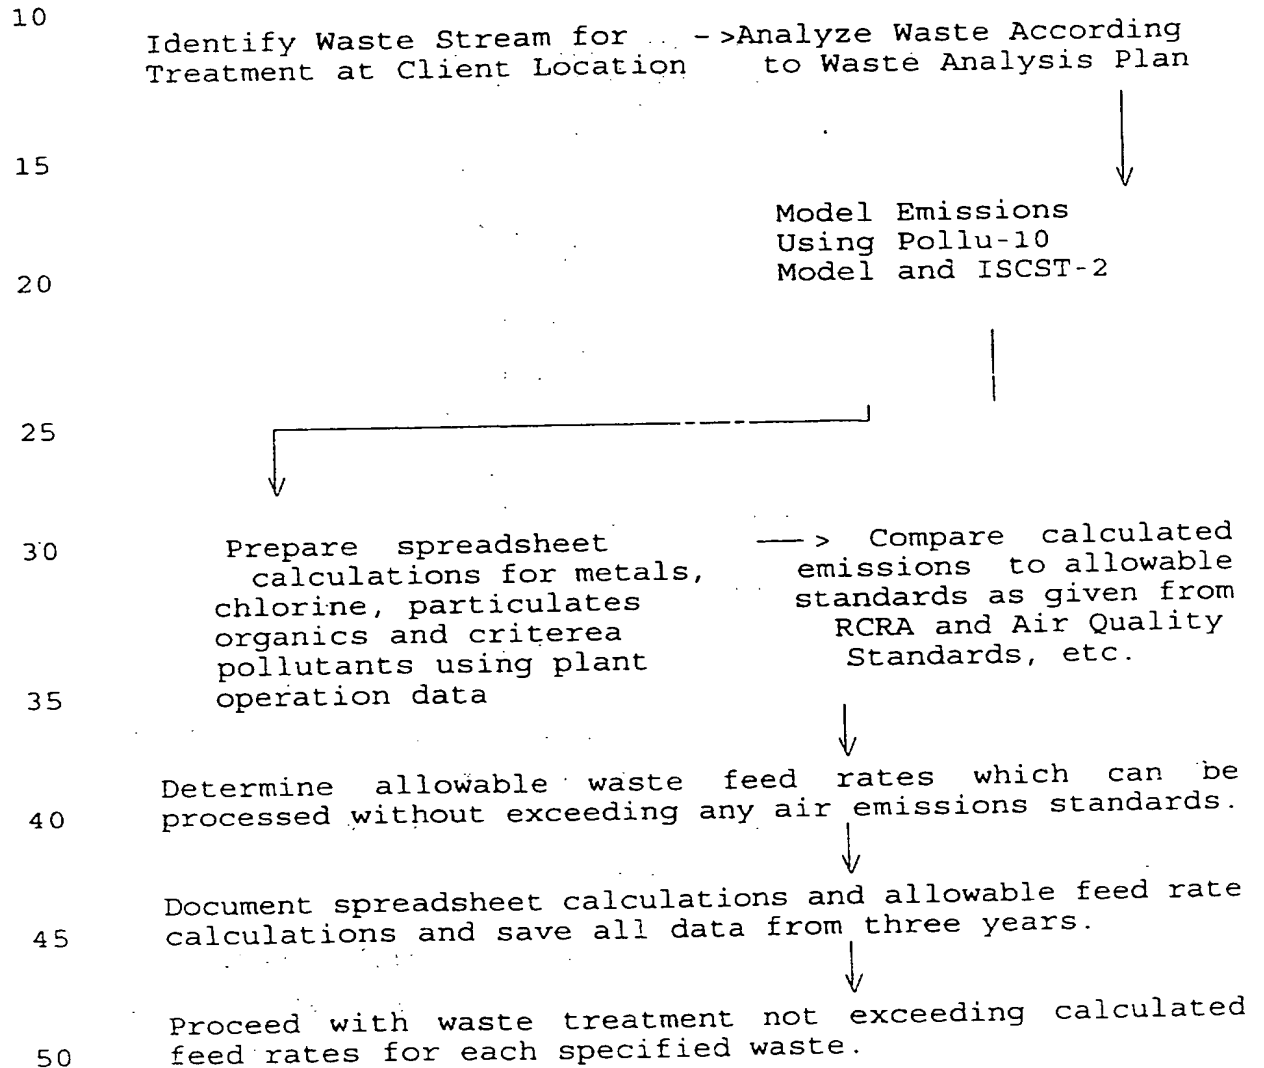 10
Identify Waste Stream for ->Analyze Waste According
Treatment at Client Location to Waste Analysis Plan
15
Model Emissions
Using Pollu-10
Model and ISCST-2
20
25
30 Prepare spreadsheet —> Compare calculated
calculations for metals, emissions to allowable
chlorine, particulates standards as given from
organics and criterea RCRA and Air Quality
pollutants using plant Standards, etc.
35 operation data
Determine allowable waste feed rates which can be
40 processed without exceeding any air emissions standards.
Document spreadsheet calculations and allowable feed rate
45 calculations and save all data from three years.
Proceed with waste treatment not exceeding calculated
50 feed rates for each specified waste.